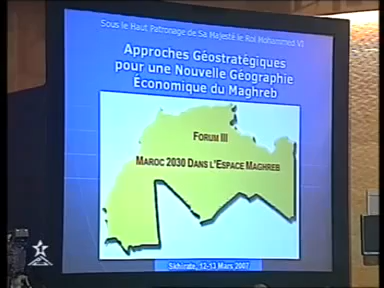 Sous le Haut Patronage de Sa Majesté le Roi Mohammed VI
Approches Géostratégiques
pour une Nouvelle Géographie
Économique du Maghreb
FORUM III
MAROC 2030 DANS L'ESPACE MAGHREB
Skhirate, 12-13 Mars 2007